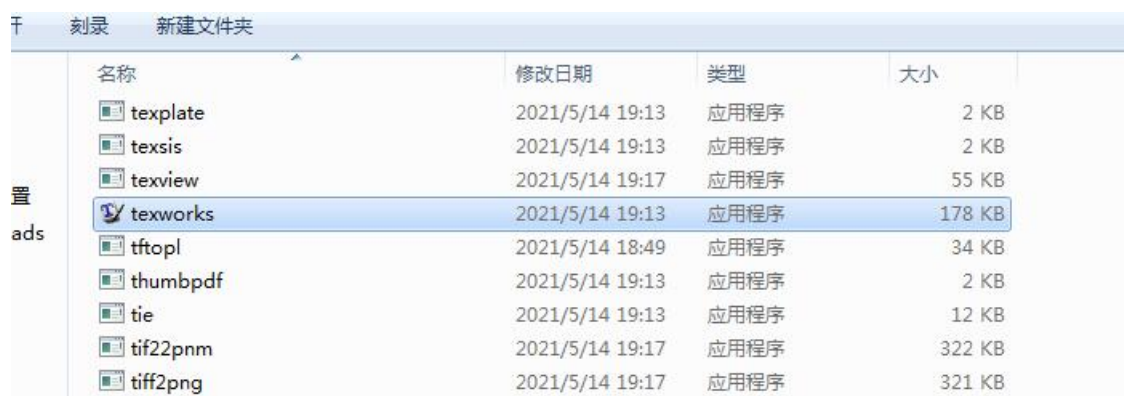 刻录 新建文件夹
名称 修改日期 类型 大小
texplate 2021/5/14 19:13 应用程序 2 KB
texsis 2021/5/14 19:13 应用程序 2 KB
texview 2021/5/14 19:17 应用程序 55 KB
置
texworks 2021/5/14 19:13 应用程序 178 KB
ads
tftopl 2021/5/14 18:49 应用程序 34 KB
thumbpdf 2021/5/14 19:13 应用程序 2 KB
tie 2021/5/14 19:13 应用程序 12 KB
tif22pnm 2021/5/14 19:17 应用程序 322 KB
tiff2png 2021/5/14 19:17 应用程序 321 KB